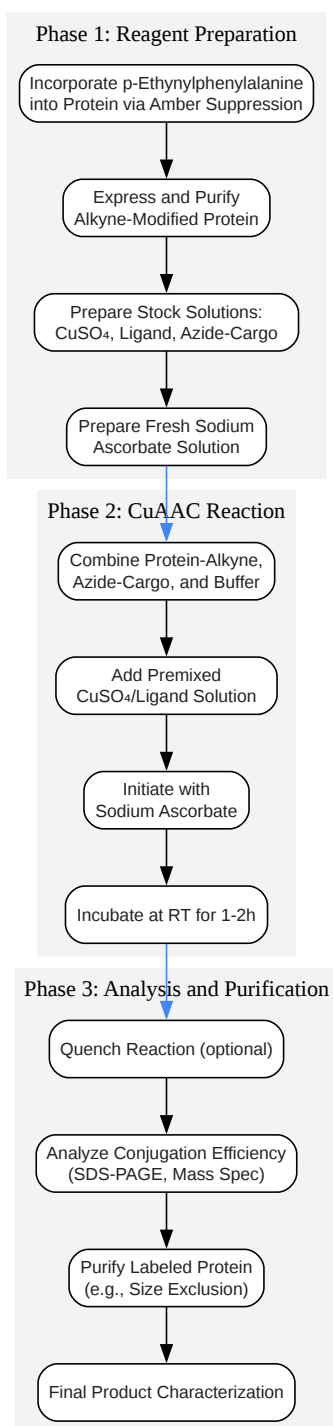 Phase 1: Reagent Preparation
Incorporate p-Ethynylphenylalanine
into Protein via Amber Suppression
Express and Purify
Alkyne-Modified Protein
Prepare Stock Solutions:
CuSO₄, Ligand, Azide-Cargo
Prepare Fresh Sodium
Ascorbate Solution
Phase 2: CuAAC Reaction
Combine Protein-Alkyne,
Azide-Cargo, and Buffer
Add Premixed
CuSO₄/Ligand Solution
Initiate with
Sodium Ascorbate
Incubate at RT for 1-2h
Phase 3: Analysis and Purification
Quench Reaction (optional)
Analyze Conjugation Efficiency
(SDS-PAGE, Mass Spec)
Purify Labeled Protein
(e.g., Size Exclusion)
Final Product Characterization